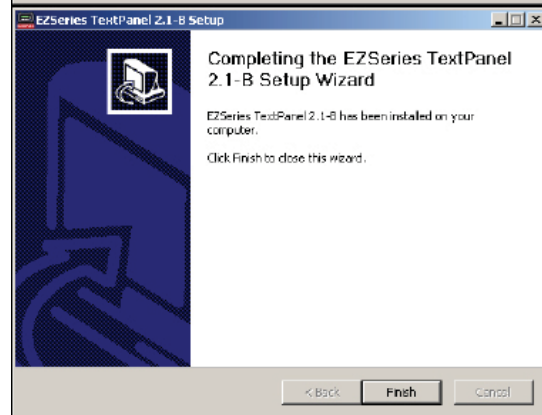 EZSeries TextPanel 2.1-B Setup
Completing the EZSeries TextPanel
2.1-B Setup Wizard
EZSeries TextPanel 2.1-B has been installed on your
computer.
Click Finish to close this wizard.
< Back
Finish
Cancel